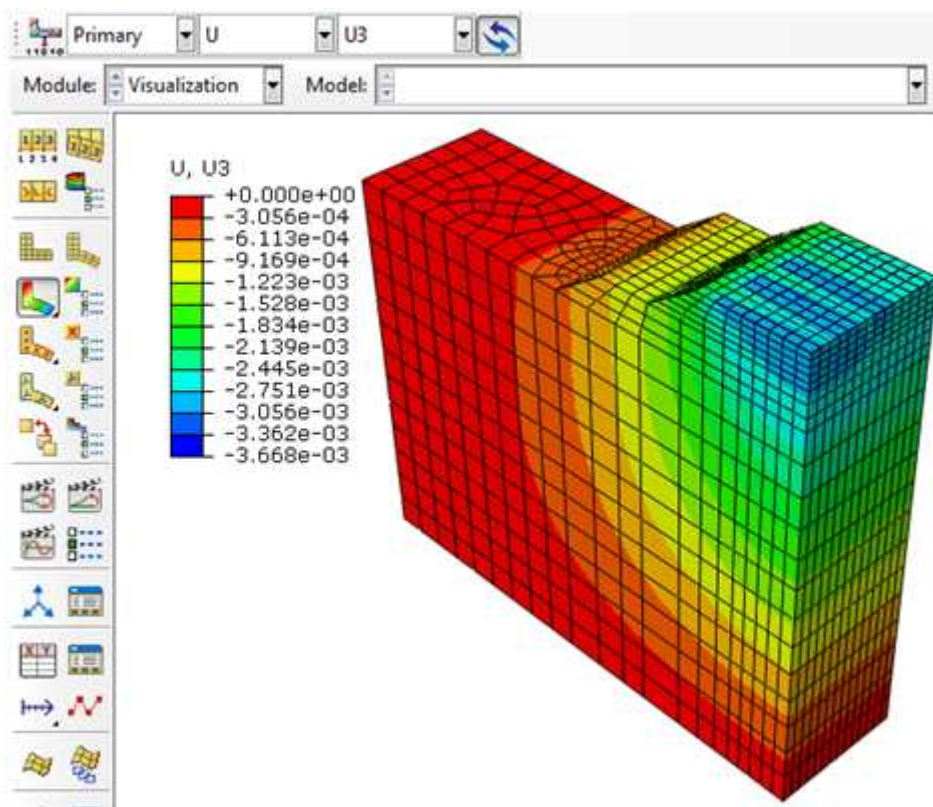 Primary U U3
Module: Visualization Model:
U, U3
+0.000e+00
-3.056e-04
-6.113e-04
-9.169e-04
-1.223e-03
-1.528e-03
-1.834e-03
-2.139e-03
-2.445e-03
-2.751e-03
-3.056e-03
-3.362e-03
-3.668e-03
X Y